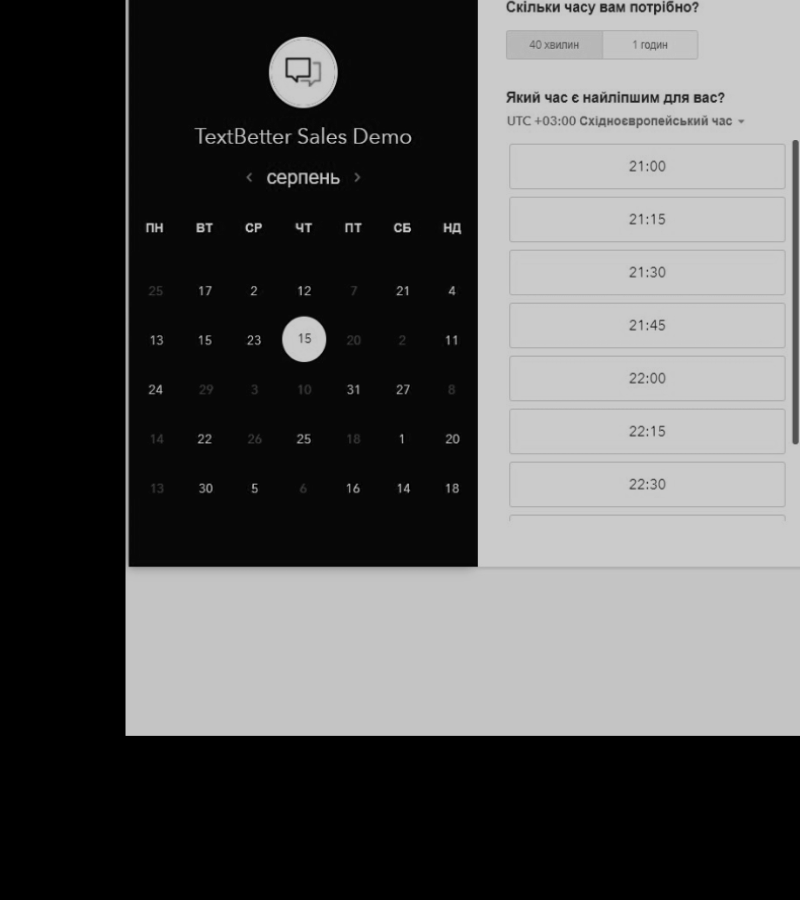 TextBetter Sales Demo
серпень
ПН ВТ СР ЧТ ПТ СБ НД
25 17 2 12 7 21 4
13 15 23 15 20 2 11
24 29 3 10 31 27 8
14 22 26 25 18 1 20
13 30 5 6 16 14 18
Скільки часу вам потрібно?
40 хвилин 1 годин
Який час є найліпшим для вас?
UTC +03:00 Східноєвропейський час
21:00
21:15
21:30
21:45
22:00
22:15
22:30